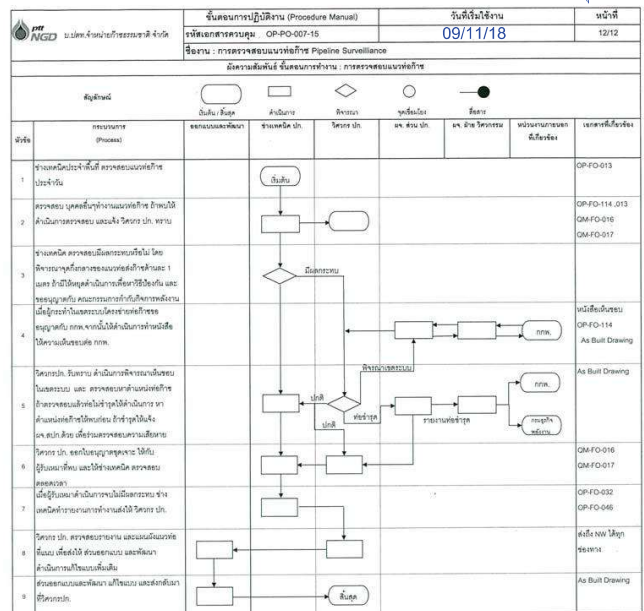 ptt
NGD
บ.ปตท.จำหน่ายก๊าซธรรมชาติ จำกัด
ขั้นตอนการปฏิบัติงาน (Procedure Manual)
วันที่เริ่มใช้งาน
หน้าที่
รหัสเอกสารควบคุม OP-PO-007-15
09/11/18
12/12
ชื่องาน : การตรวจสอบแนวท่อก๊าซ Pipeline Surveillance
ผังความสัมพันธ์ ขั้นตอนการทำงาน : การตรวจสอบแนวท่อก๊าซ
สัญลักษณ์
เริ่มต้น / สิ้นสุด
ดำเนินการ
พิจารณา
จุดเชื่อมโยง
สื่อสาร
หัวข้อ
กระบวนการ
(Process)
ออกแบบและพัฒนา
ช่างเทคนิค ปก.
วิศวกร ปก.
ผจ. ส่วน ปก.
ผจ. ฝ่าย วิศวกรรม
หน่วยงานภายนอก
ที่เกี่ยวข้อง
เอกสารที่เกี่ยวข้อง
1
ช่างเทคนิคประจำพื้นที่ ตรวจสอบแนวท่อก๊าซ
ประจำวัน
เริ่มต้น
OP-FO-013
2
ตรวจสอบ บุคคลอื่นๆทำงานแนวท่อก๊าซ ถ้าพบให้
ดำเนินการตรวจสอบ และแจ้ง วิศวกร ปก. ทราบ
OP-FO-114 ,013
QM-FO-016
QM-FO-017
3
ช่างเทคนิค ตรวจสอบมีผลกระทบหรือไม่ โดย
พิจารณาจุดกึ่งกลางของแนวท่อส่งก๊าซด้านละ 1
เมตร ถ้ามีให้หยุดดำเนินการเพื่อหาวิธีป้องกัน และ
ขออนุญาตกับ คณะกรรมการกำกับกิจการพลังงาน
มีผลกระทบ
4
เมื่อผู้กระทำในเขตระบบโครงข่ายก๊าซขอ
อนุญาตกับ กกพ.จากนั้นให้ดำเนินการทำหนังสือ
ให้ความเห็นชอบต่อ กกพ.
กกพ.
หนังสือเห็นชอบ
OP-FO-114
As Built Drawing
5
วิศวกรปก. รับทราบ ดำเนินการพิจารณาเห็นชอบ
ในเขตระบบ และ ตรวจสอบหาตำแหน่งท่อก๊าซ
ถ้าตรวจสอบแล้วท่อไม่ชำรุดให้ดำเนินการ หา
ตำแหน่งท่อก๊าซให้พบก่อน ถ้าชำรุดให้แจ้ง
ผจ.สปก.ด้วย เพื่อร่วมตรวจสอบความเสียหาย
พิจารณาเขตระบบ
ปกติ
ปกติ
ท่อชำรุด
รายงานท่อชำรุด
กกพ.
กรมธุรกิจ
พลังงาน
As Built Drawing
6
วิศวกร ปก. ออกใบอนุญาตขุดเจาะ ให้กับ
ผู้รับเหมาที่พบ และให้ช่างเทคนิค ตรวจสอบ
ตลอดเวลา
QM-FO-016
QM-FO-017
7
เมื่อผู้รับเหมาดำเนินการจบไม่มีผลกระทบ ช่าง
เทคนิคทำรายงานการทำงานส่งให้ วิศวกร ปก.
OP-FO-032
OP-FO-046
8
วิศวกร ปก. ตรวจสอบรายงาน และแผนผังแนวท่อ
ที่แนบ เพื่อส่งให้ ส่วนออกแบบ และพัฒนา
ดำเนินการแก้ไขแบบเพิ่มเติม
ส่งถึง NW ได้ทุก
ช่องทาง
9
ส่วนออกแบบและพัฒนา แก้ไขแบบ และส่งกลับมา
ที่วิศวกรปก.
สิ้นสุด
As Built Drawing